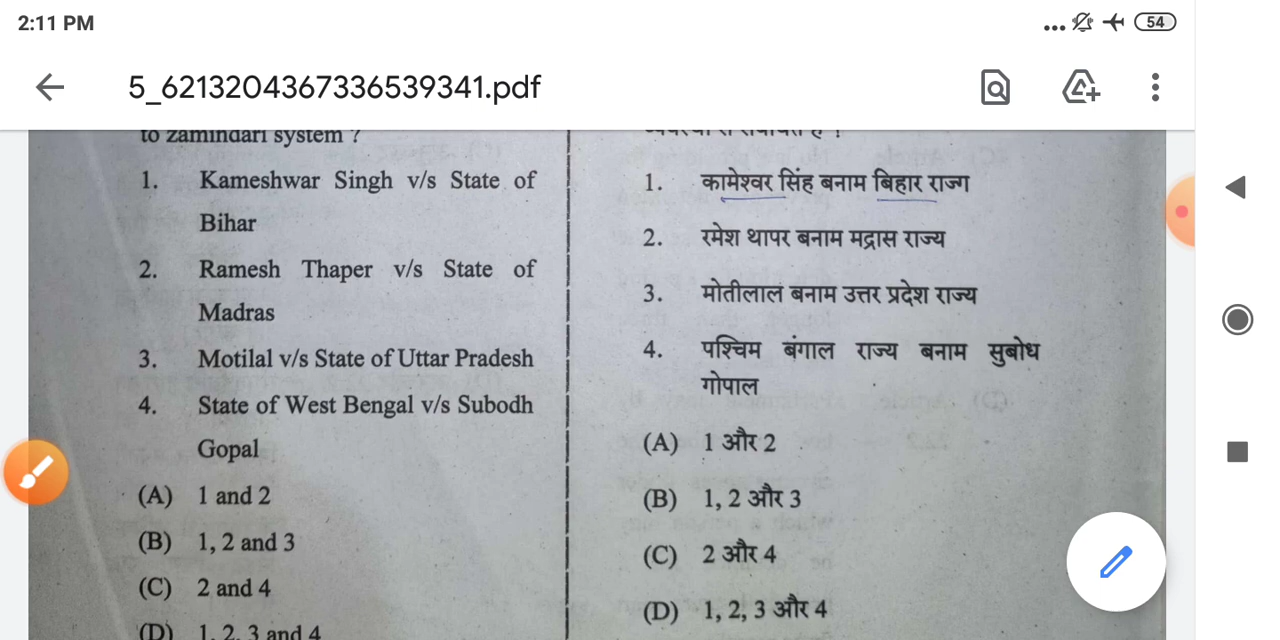 2:11 PM
54
5_6213204367336539341.pdf
to zamindari system ?
1. Kameshwar Singh v/s State of
Bihar
2. Ramesh Thaper v/s State of
Madras
3. Motilal v/s State of Uttar Pradesh
4. State of West Bengal v/s Subodh
Gopal
(A) 1 and 2
(B) 1, 2 and 3
(C) 2 and 4
(D) 1, 2, 3 and 4
1. कामेश्वर सिंह बनाम बिहार राज्य
2. रमेश थापर बनाम मद्रास राज्य
3. मोतीलाल बनाम उत्तर प्रदेश राज्य
4. पश्चिम बंगाल राज्य बनाम सुबोध
गोपाल
(A) 1 और 2
(B) 1, 2 और 3
(C) 2 और 4
(D) 1, 2, 3 और 4